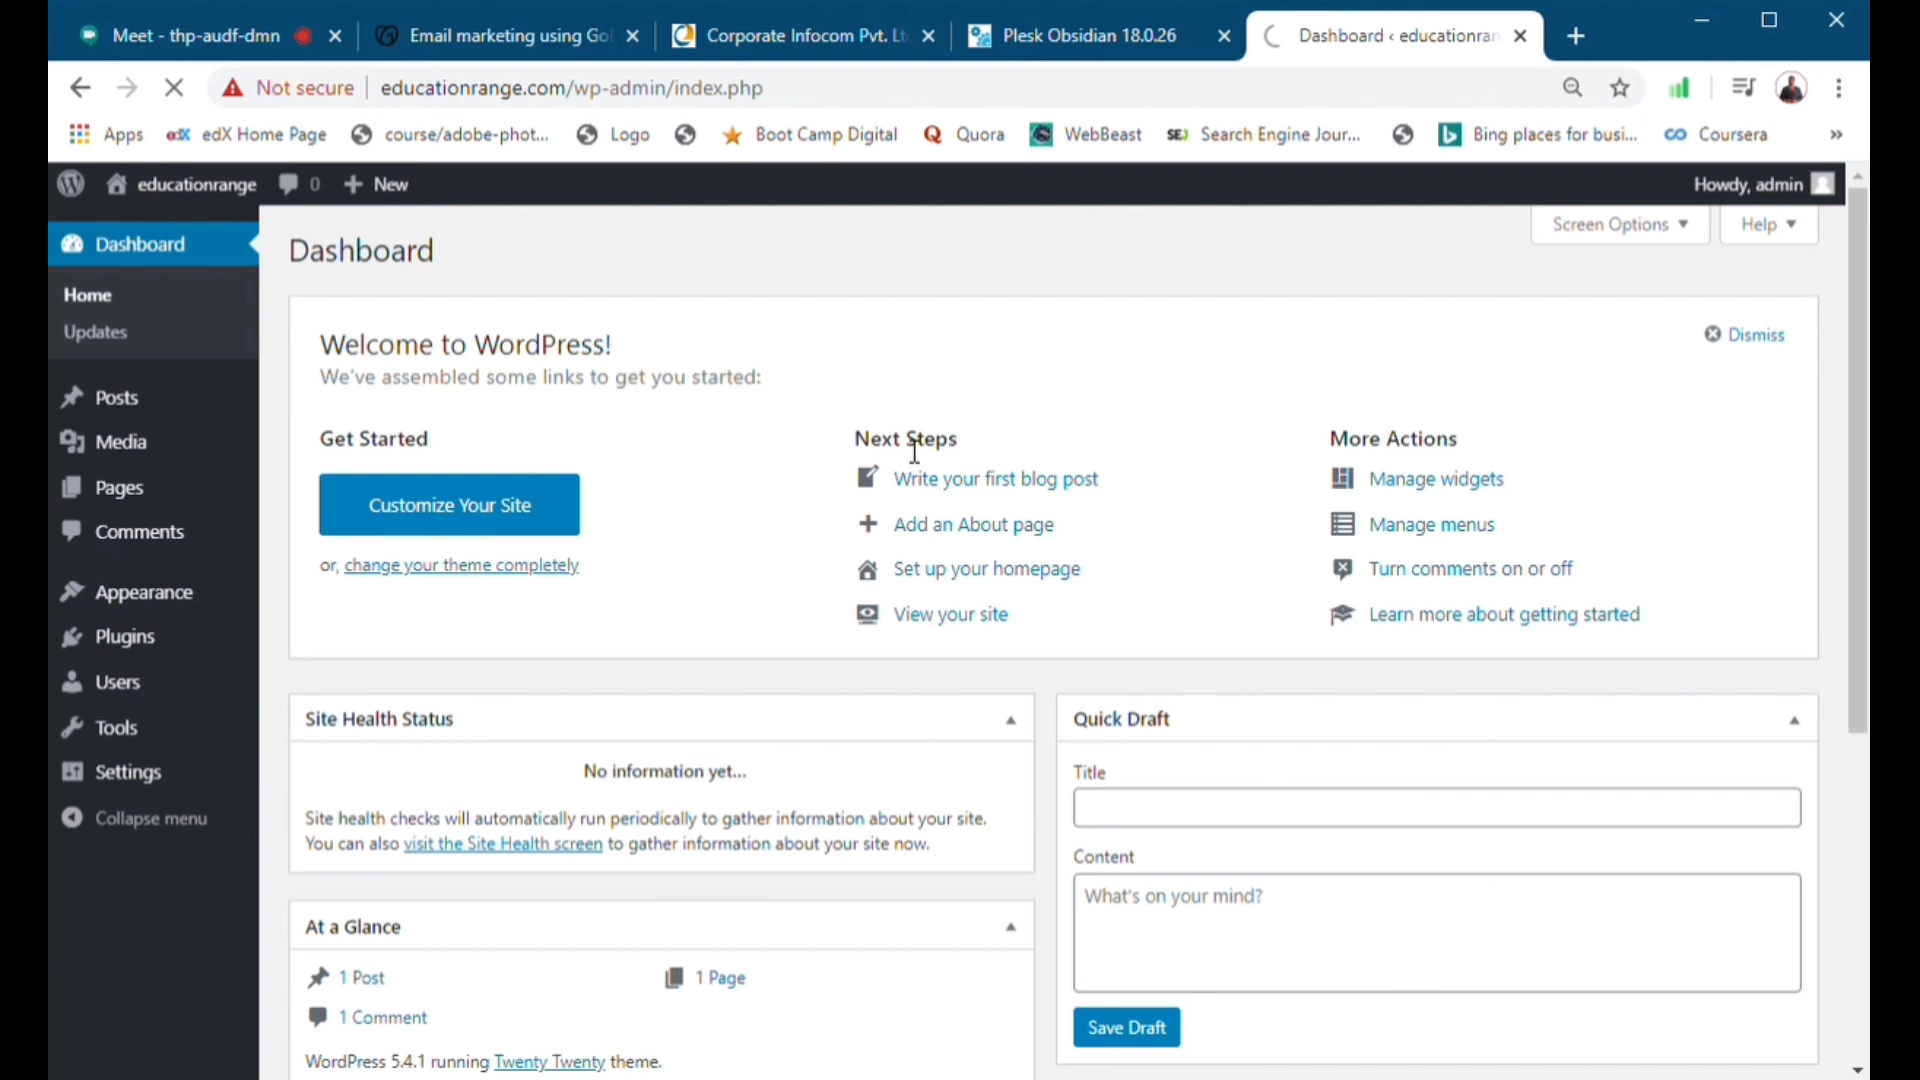 Meet - thp-audf-dmn
Email marketing using Go
Corporate Infocom Pvt. Lt
Plesk Obsidian 18.0.26
Dashboard ‹ educationran
Not secure
educationrange.com/wp-admin/index.php
Apps
edX Home Page
course/adobe-phot...
Logo
Boot Camp Digital
Quora
WebBeast
Search Engine Jour...
Bing places for busi...
Coursera
»
educationrange
0
New
Howdy, admin
Screen Options
Help
Dashboard
Home
Updates
Posts
Media
Pages
Comments
Appearance
Plugins
Users
Tools
Settings
Collapse menu
Dashboard
Welcome to WordPress!
We've assembled some links to get you started:
Dismiss
Get Started
Customize Your Site
or, change your theme completely
Next Steps
Write your first blog post
Add an About page
Set up your homepage
View your site
More Actions
Manage widgets
Manage menus
Turn comments on or off
Learn more about getting started
Site Health Status
No information yet...
Site health checks will automatically run periodically to gather information about your site.
You can also visit the Site Health screen to gather information about your site now.
At a Glance
1 Post
1 Page
1 Comment
WordPress 5.4.1 running Twenty Twenty theme.
Quick Draft
Title
Content
What's on your mind?
Save Draft